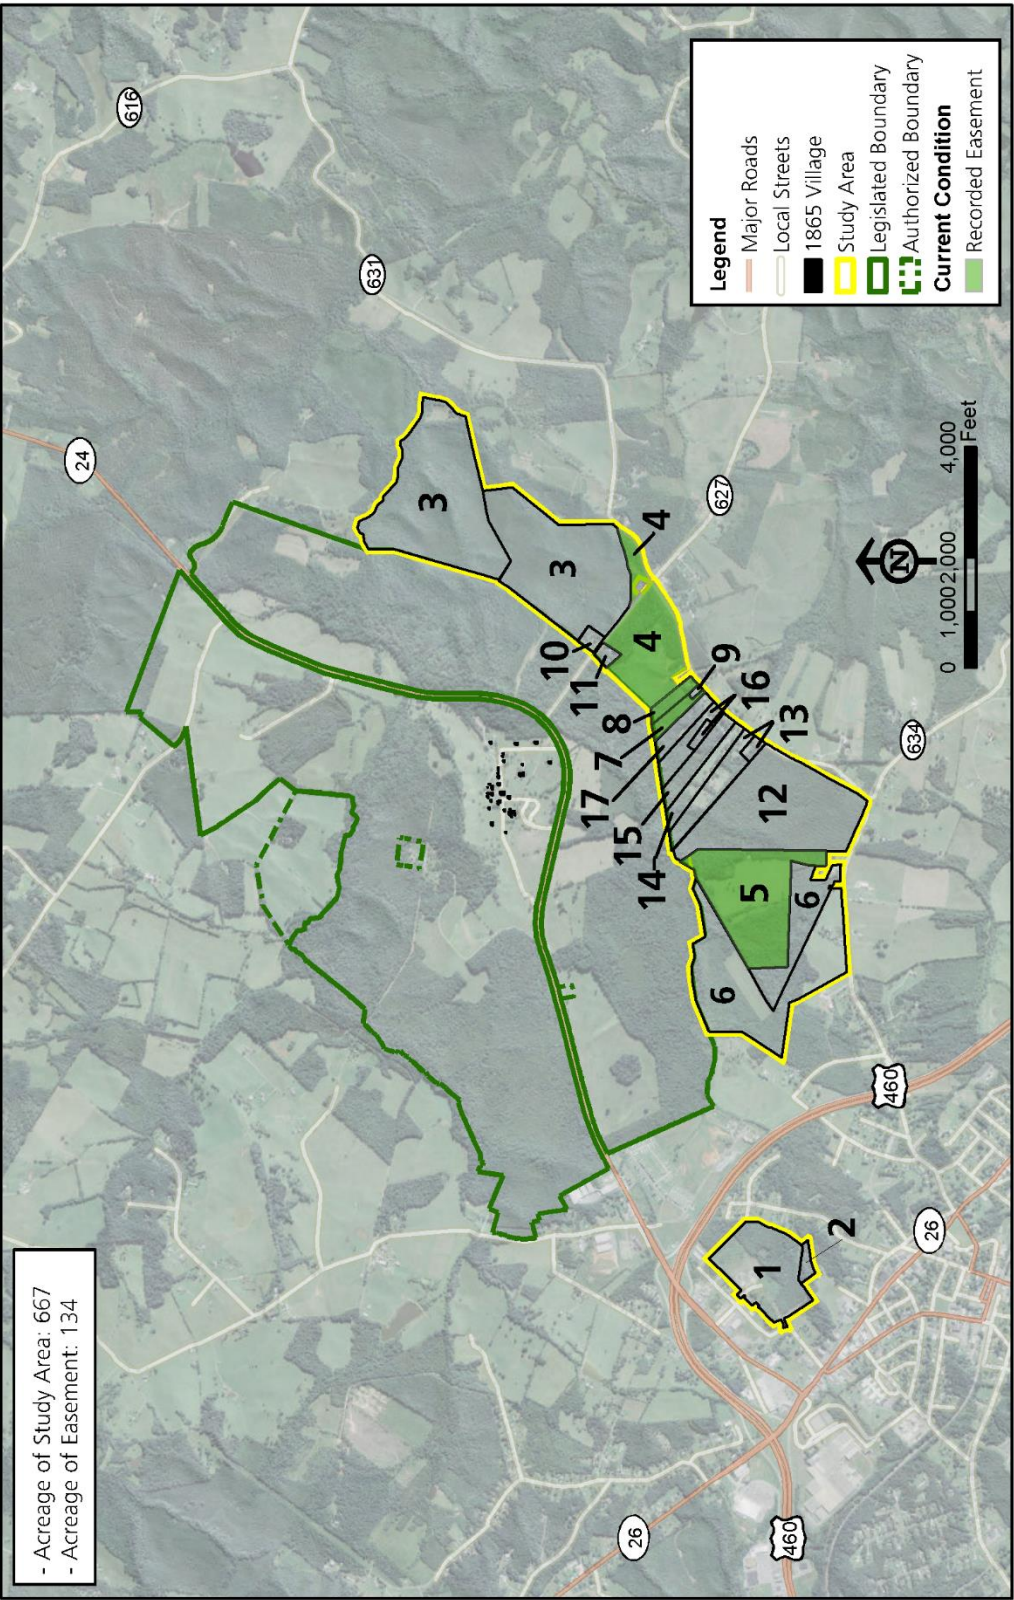 - Acreage of Study Area: 667
- Acreage of Easement: 134
616
24
631
3
3
10
11
4
4
627
8
7
17
9
16
15
13
14
12
5
6
6
634
1
2
460
26
26
460
0 1,000 2,000 4,000
Feet
N
Legend
Major Roads
Local Streets
1865 Village
Study Area
Legislated Boundary
Authorized Boundary
Current Condition
Recorded Easement